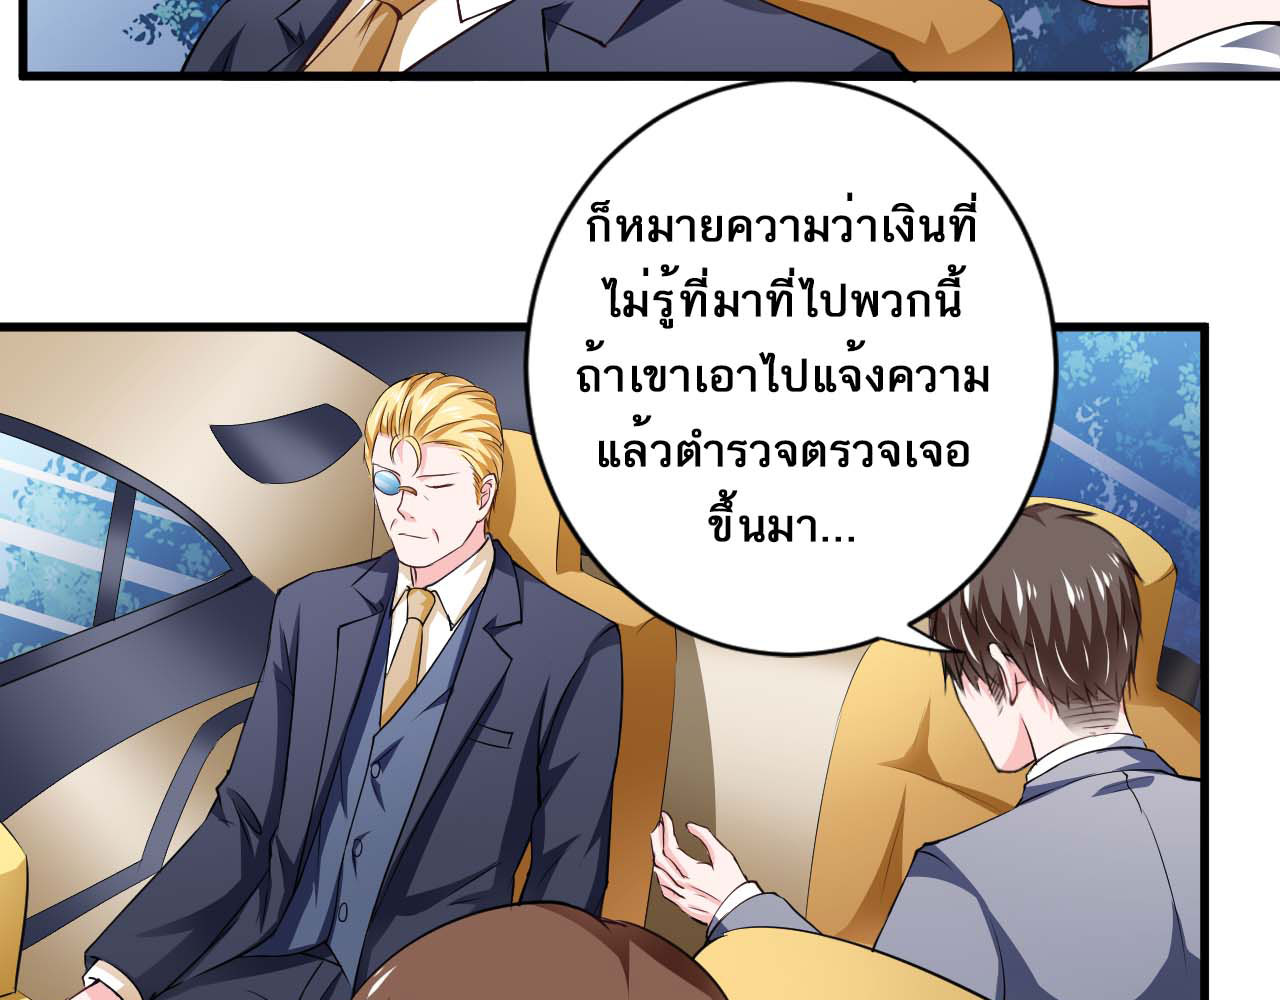 ก็หมายความว่าเงินที่
ไม่รู้ที่มาที่ไปพวกนี้
ถ้าเขาเอาไปแจ้งความ
แล้วตำรวจตรวจเจอ
ขึ้นมา...